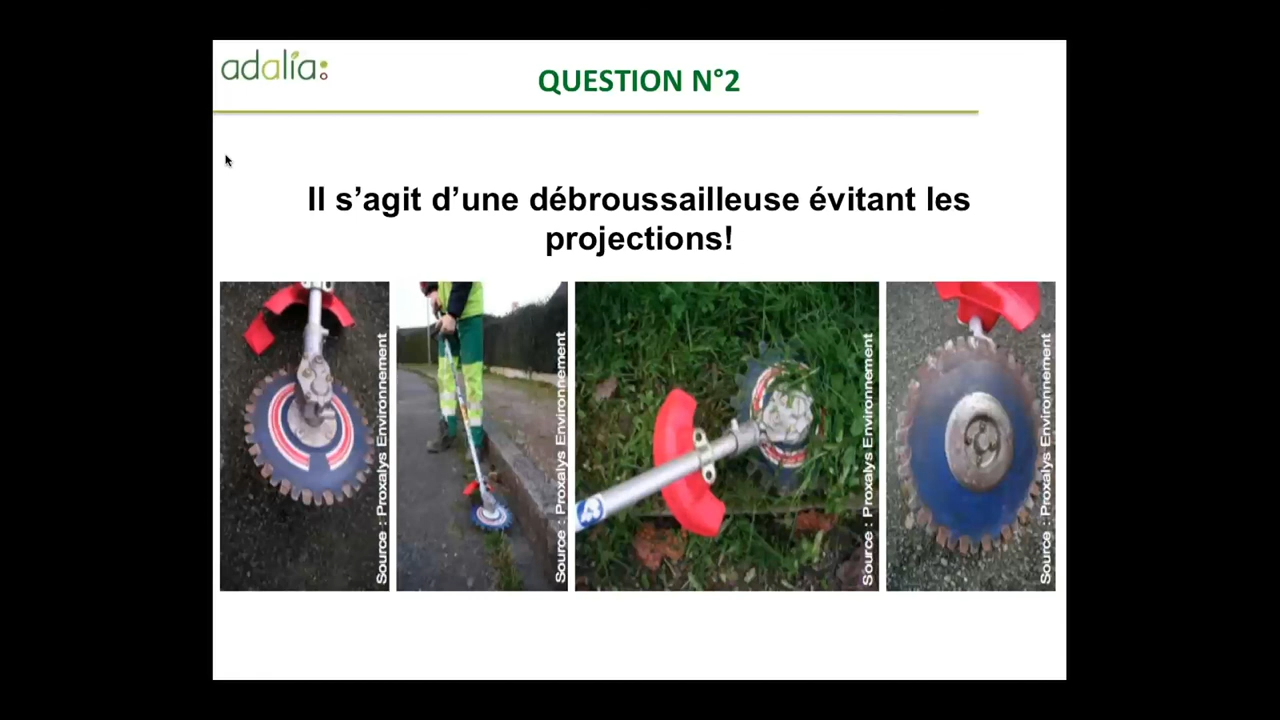 adalia
QUESTION N°2
Il s’agit d’une débroussailleuse évitant les
projections!
Source : Proxalys Environnement
Source : Proxalys Environnement
Source : Proxalys Environnement
Source : Proxalys Environnement